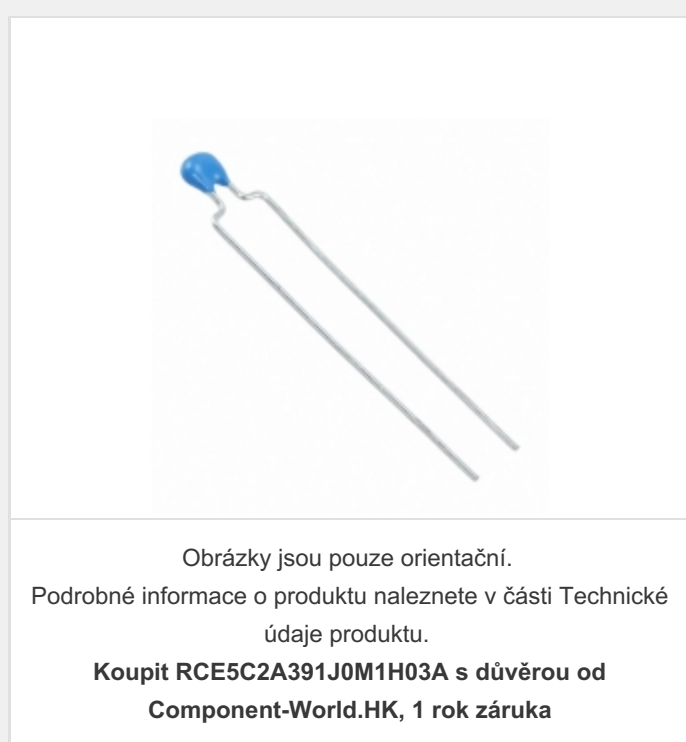 Obrázky jsou pouze orientační.
Podrobné informace o produktu naleznete v části Technické
údaje produktu.
Koupit RCE5C2A391J0M1H03A s důvěrou od
Component-World.HK, 1 rok záruka